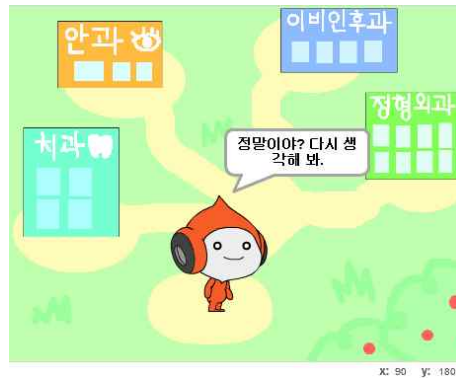 안과
이비인후과
정형외과
치과
정말이야? 다시 생
각해 봐.
x: 90 y: 180